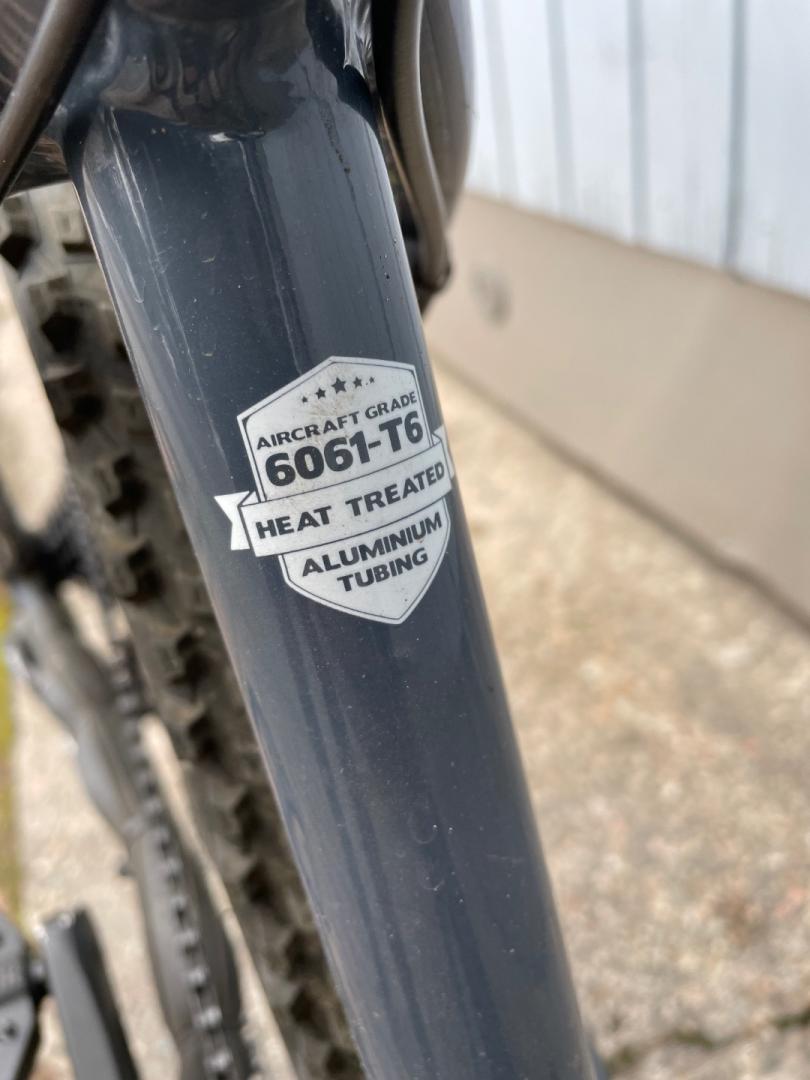 AIRCRAFT GRADE
6061-T6
HEAT TREATED
ALUMINIUM
TUBING